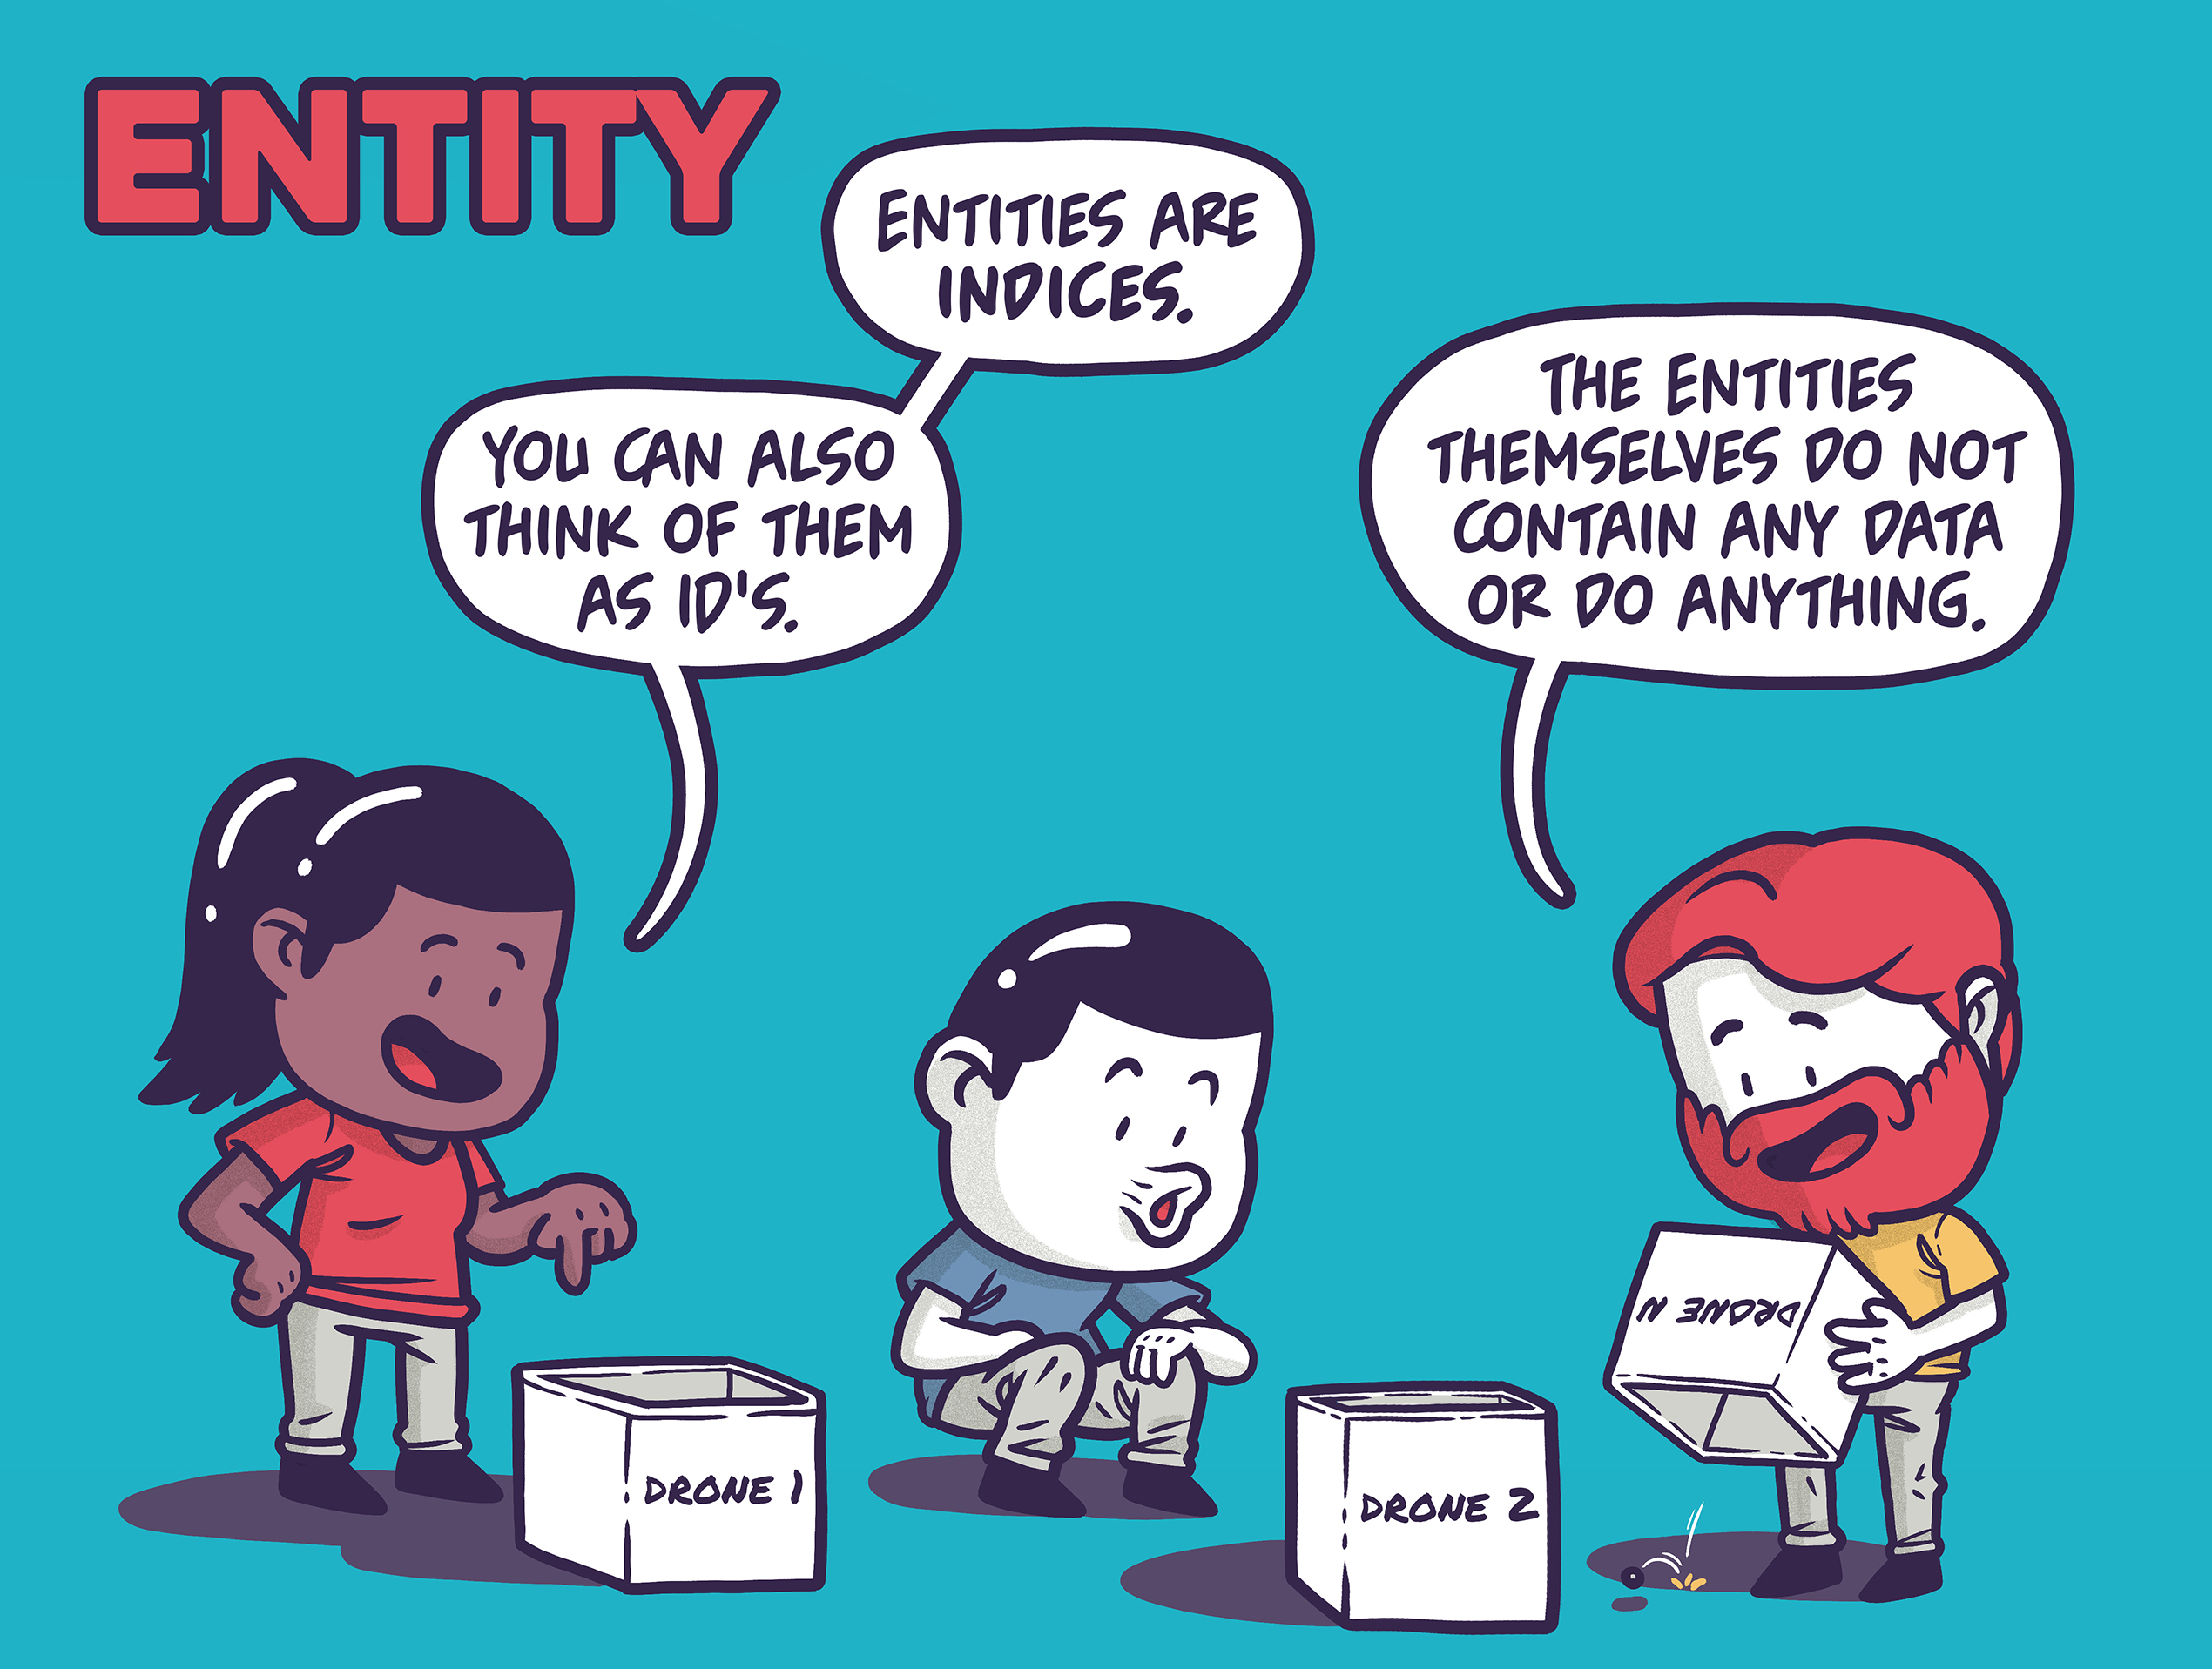 ENTITY
ENTITIES ARE
INDICES.
YOU CAN ALSO
THINK OF THEM
AS ID'S.
THE ENTITIES
THEMSELVES DO NOT
CONTAIN ANY DATA
OR DO ANYTHING.
DRONE 1
DRONE 2
DRONE N